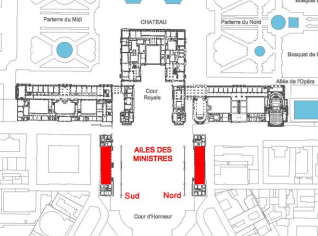 Bosquet
Parterre du Midi
CHATEAU
Parterre du Nord
Bosquet de l
Allée de l'Opéra
Cour
Royale
AILES DES
MINISTRES
Sud
Nord
Cour d'Honneur